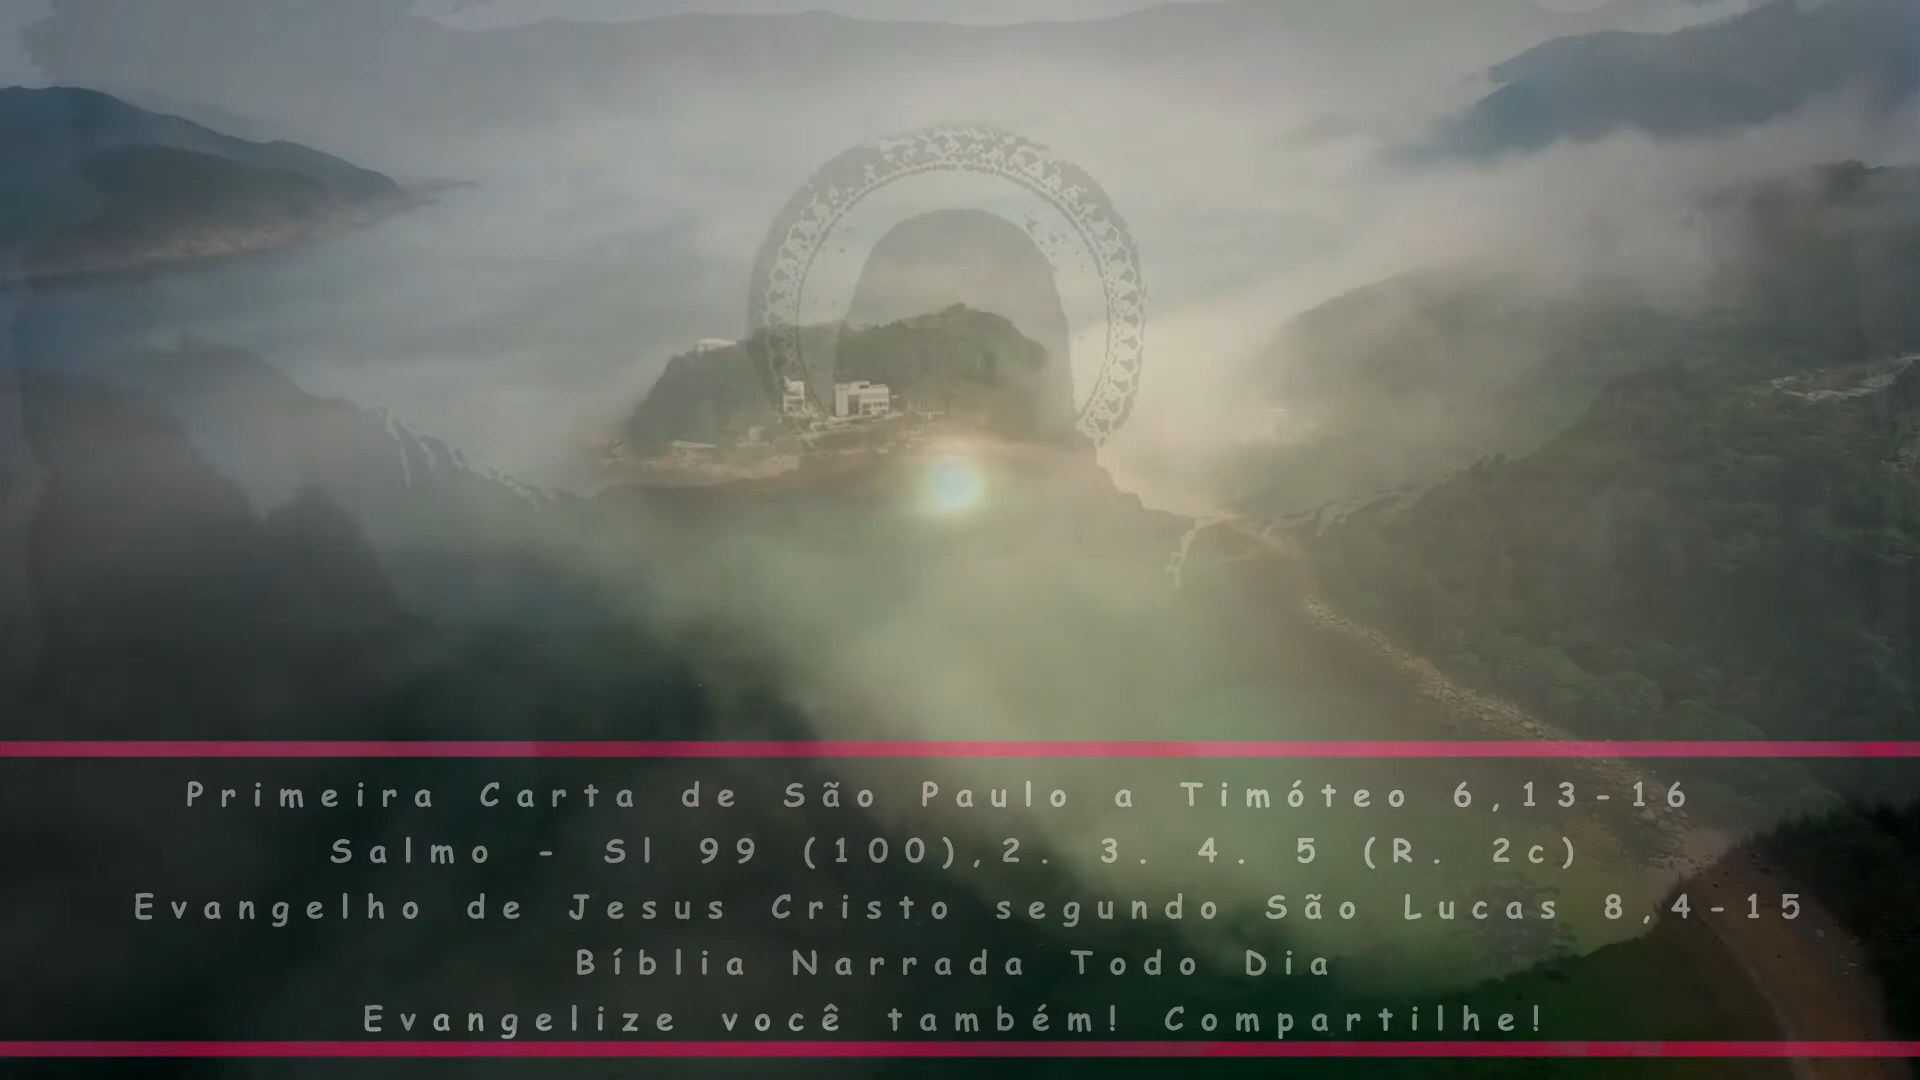 Primeira Carta de São Paulo a Timóteo 6,13-16
Salmo - Sl 99 (100),2. 3. 4. 5 (R. 2c)
Evangelho de Jesus Cristo segundo São Lucas 8,4-15
Bíblia Narrada Todo Dia
Evangelize você também! Compartilhe!